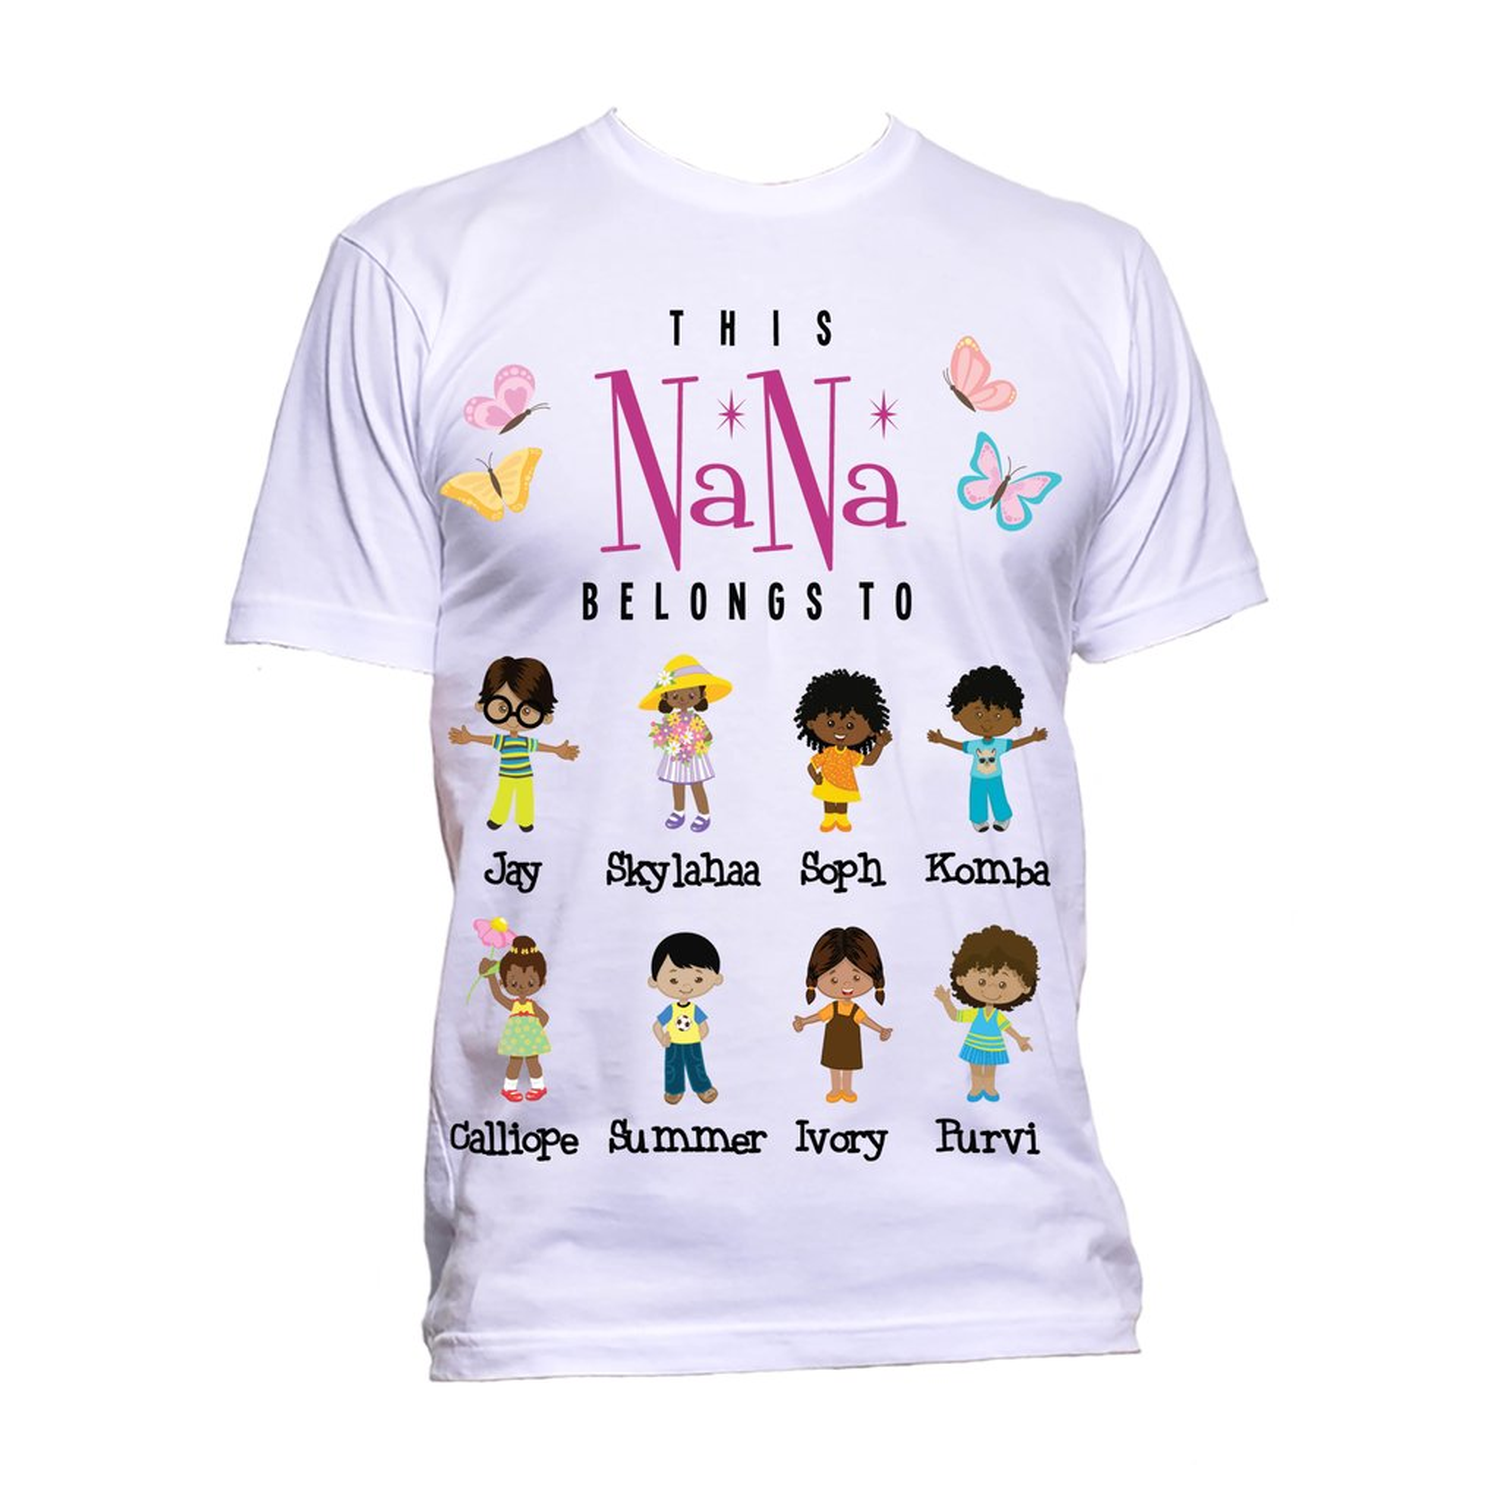 THIS
NaNa
BELONGS TO
Jay Skylahaa Soph Komba
Calliope Summer Ivory Purvi